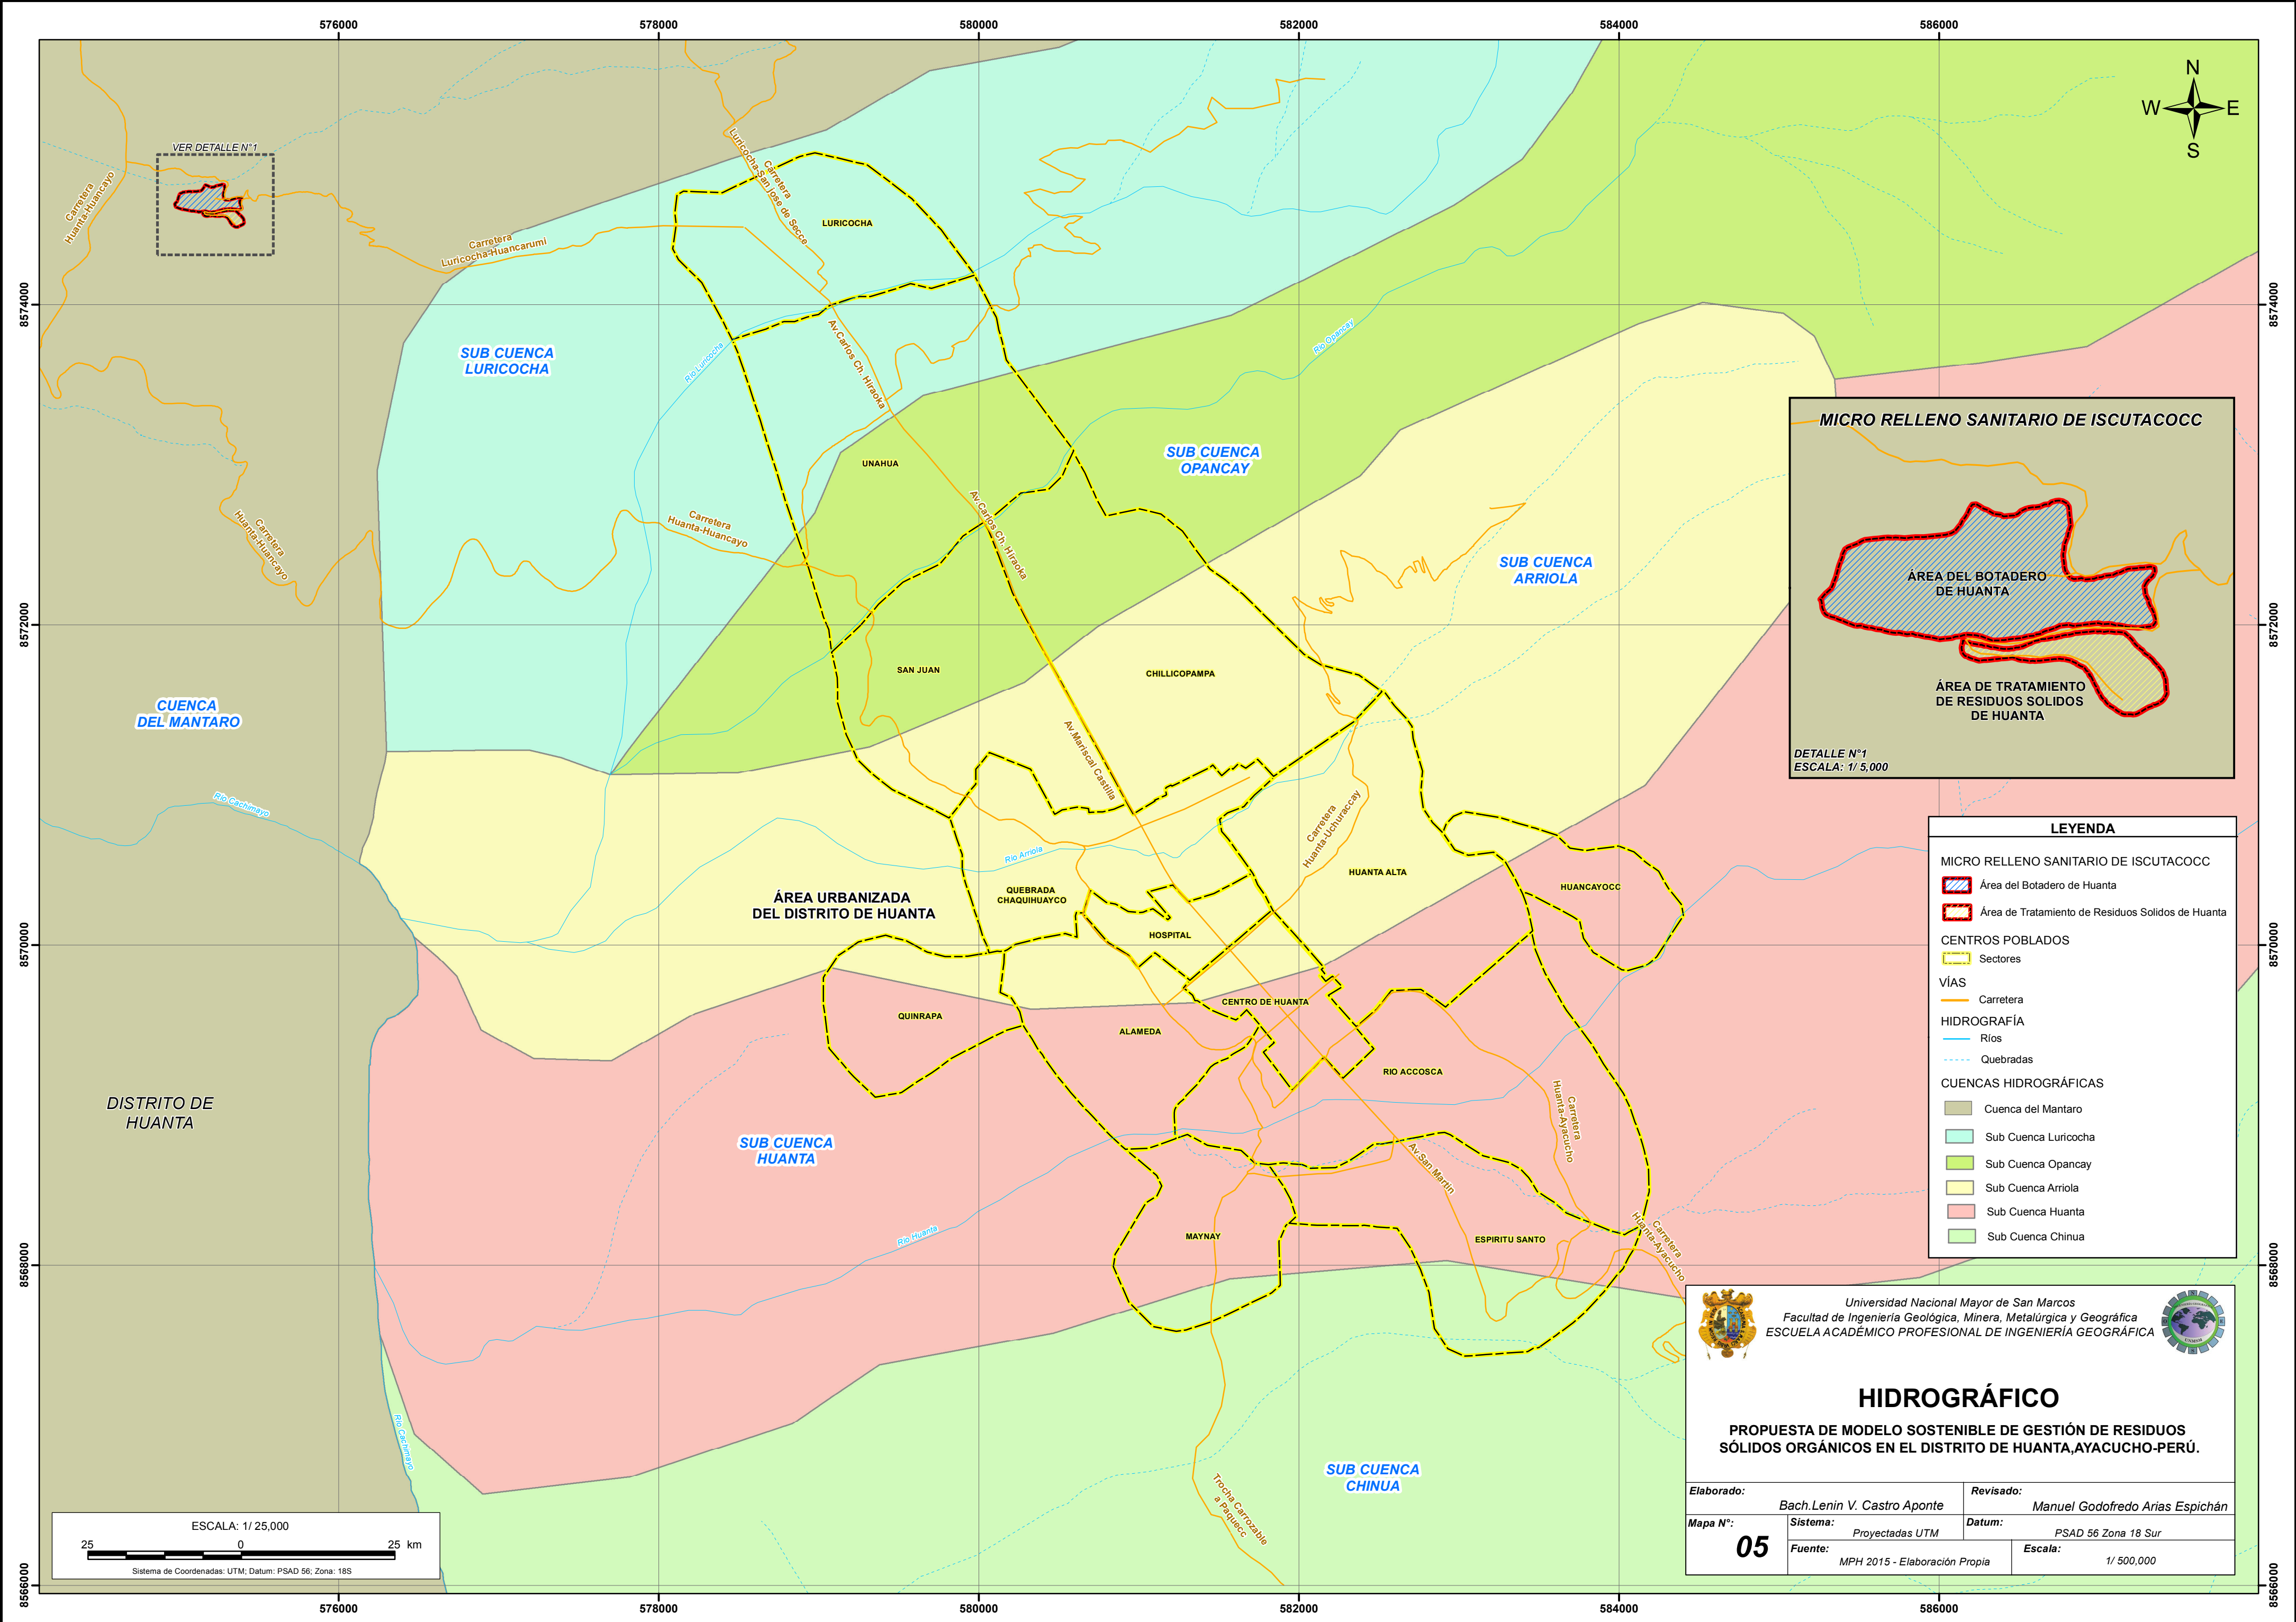 576000
578000
580000
582000
584000
586000
8574000
8572000
8570000
8568000
8566000
8574000
8572000
8570000
8568000
8566000
576000
578000
580000
582000
584000
586000
N
W
E
S
VER DETALLE N°1
Carretera
Huanta-Huancayo
Carretera
Luricocha-Huancarumi
Carretera
Luricocha-San jose de Secce
LURICOCHA
SUB CUENCA
LURICOCHA
Río Luricocha
Av.Carlos Ch. Hiraoka
Rio Opancay
UNAHUA
SUB CUENCA
OPANCAY
Av.Carlos Ch. Hiraoka
Carretera
Huanta-Huancayo
Carretera
Huanta-Huancayo
SUB CUENCA
ARRIOLA
SAN JUAN
CHILLICOPAMPA
CUENCA
DEL MANTARO
Av.Mariscal Castilla
Río Cachimayo
Carretera
Huanta-Uchuraccay
Río Arriola
HUANTA ALTA
HUANCAYOCC
QUEBRADA
CHAQUIHUAYCO
ÁREA URBANIZADA
DEL DISTRITO DE HUANTA
HOSPITAL
CENTRO DE HUANTA
QUINRAPA
ALAMEDA
RIO ACCOSCA
Carretera
Huanta-Ayacucho
DISTRITO DE
HUANTA
SUB CUENCA
HUANTA
Av.San Martin
Río Huanta
MAYNAY
ESPIRITU SANTO
Carretera
Huanta-Ayacucho
Río Cachimayo
SUB CUENCA
CHINUA
Trocha Carrozable
a Paquecc
MICRO RELLENO SANITARIO DE ISCUTACOCC
ÁREA DEL BOTADERO
DE HUANTA
ÁREA DE TRATAMIENTO
DE RESIDUOS SOLIDOS
DE HUANTA
DETALLE N°1
ESCALA: 1/ 5,000
LEYENDA
MICRO RELLENO SANITARIO DE ISCUTACOCC
Área del Botadero de Huanta
Área de Tratamiento de Residuos Solidos de Huanta
CENTROS POBLADOS
Sectores
VÍAS
Carretera
HIDROGRAFÍA
Ríos
Quebradas
CUENCAS HIDROGRÁFICAS
Cuenca del Mantaro
Sub Cuenca Luricocha
Sub Cuenca Opancay
Sub Cuenca Arriola
Sub Cuenca Huanta
Sub Cuenca Chinua
Universidad Nacional Mayor de San Marcos
Facultad de Ingeniería Geológica, Minera, Metalúrgica y Geográfica
ESCUELA ACADÉMICO PROFESIONAL DE INGENIERÍA GEOGRÁFICA
HIDROGRÁFICO
PROPUESTA DE MODELO SOSTENIBLE DE GESTIÓN DE RESIDUOS
SÓLIDOS ORGÁNICOS EN EL DISTRITO DE HUANTA,AYACUCHO-PERÚ.
Elaborado:
Bach.Lenin V. Castro Aponte
Revisado:
Manuel Godofredo Arias Espichán
Mapa N°:
05
Sistema:
Proyectadas UTM
Datum:
PSAD 56 Zona 18 Sur
Fuente:
MPH 2015 - Elaboración Propia
Escala:
1/ 500,000
ESCALA: 1/ 25,000
25 0 25 km
Sistema de Coordenadas: UTM; Datum: PSAD 56; Zona: 18S